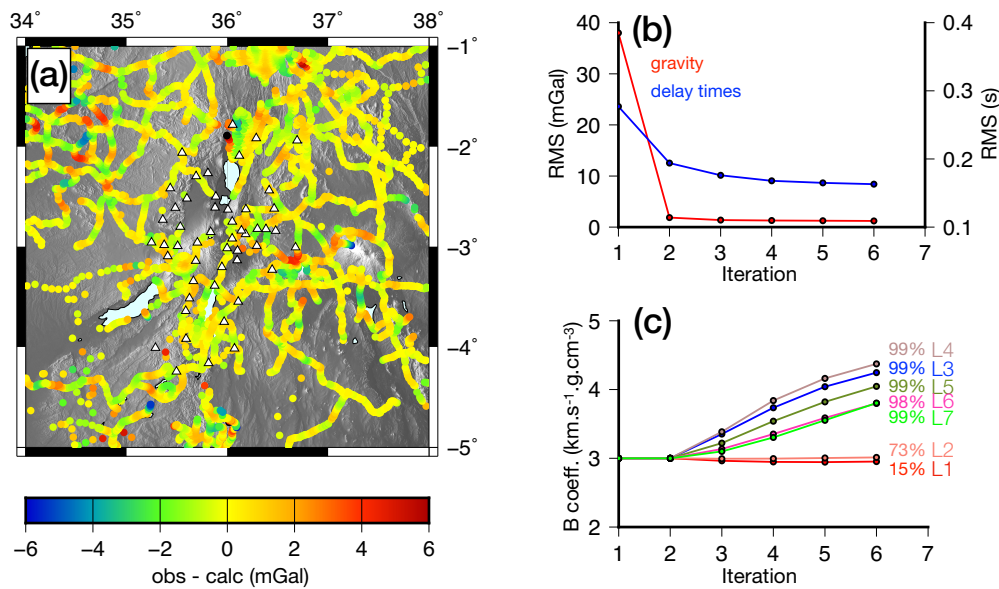 34˚ 35˚ 36˚ 37˚ 38˚
(a)
−1˚
−2˚
−3˚
−4˚
−5˚
−6 −4 −2 0 2 4 6
obs - calc (mGal)
(b)
gravity
delay times
40
30
20
10
0
RMS (mGal)
0.4
0.3
0.2
0.1
RMS (s)
1 2 3 4 5 6 7
Iteration
(c)
5
4
3
2
B coeff. (km.s-1.g.cm-3)
99% L4
99% L3
99% L5
98% L6
99% L7
73% L2
15% L1
1 2 3 4 5 6 7
Iteration